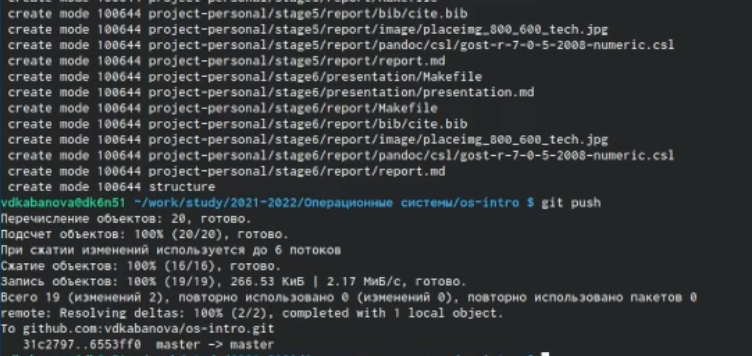 create mode 100644 project-personal/stage5/report/bib/cite.bib
create mode 100644 project-personal/stage5/report/image/placeimg_800_600_tech.jpg
create mode 100644 project-personal/stage5/report/pandoc/csl/gost-r-7-0-5-2008-numeric.csl
create mode 100644 project-personal/stage5/report/report.md
create mode 100644 project-personal/stage6/presentation/Makefile
create mode 100644 project-personal/stage6/presentation/presentation.md
create mode 100644 project-personal/stage6/report/Makefile
create mode 100644 project-personal/stage6/report/bib/cite.bib
create mode 100644 project-personal/stage6/report/image/placeimg_800_600_tech.jpg
create mode 100644 project-personal/stage6/report/pandoc/csl/gost-r-7-0-5-2008-numeric.csl
create mode 100644 project-personal/stage6/report/report.md
create mode 100644 structure
vdkabanova@dk6n51 ~/work/study/2021-2022/Операционные системы/os-intro $ git push
Перечисление объектов: 20, готово.
Подсчет объектов: 100% (20/20), готово.
При сжатии изменений используется до 6 потоков
Сжатие объектов: 100% (16/16), готово.
Запись объектов: 100% (19/19), 266.53 КиБ | 2.17 МиБ/с, готово.
Всего 19 (изменений 2), повторно использовано 0 (изменений 0), повторно использовано пакетов 0
remote: Resolving deltas: 100% (2/2), completed with 1 local object.
To github.com:vdkabanova/os-intro.git
31c2797..6553ff0 master -> master